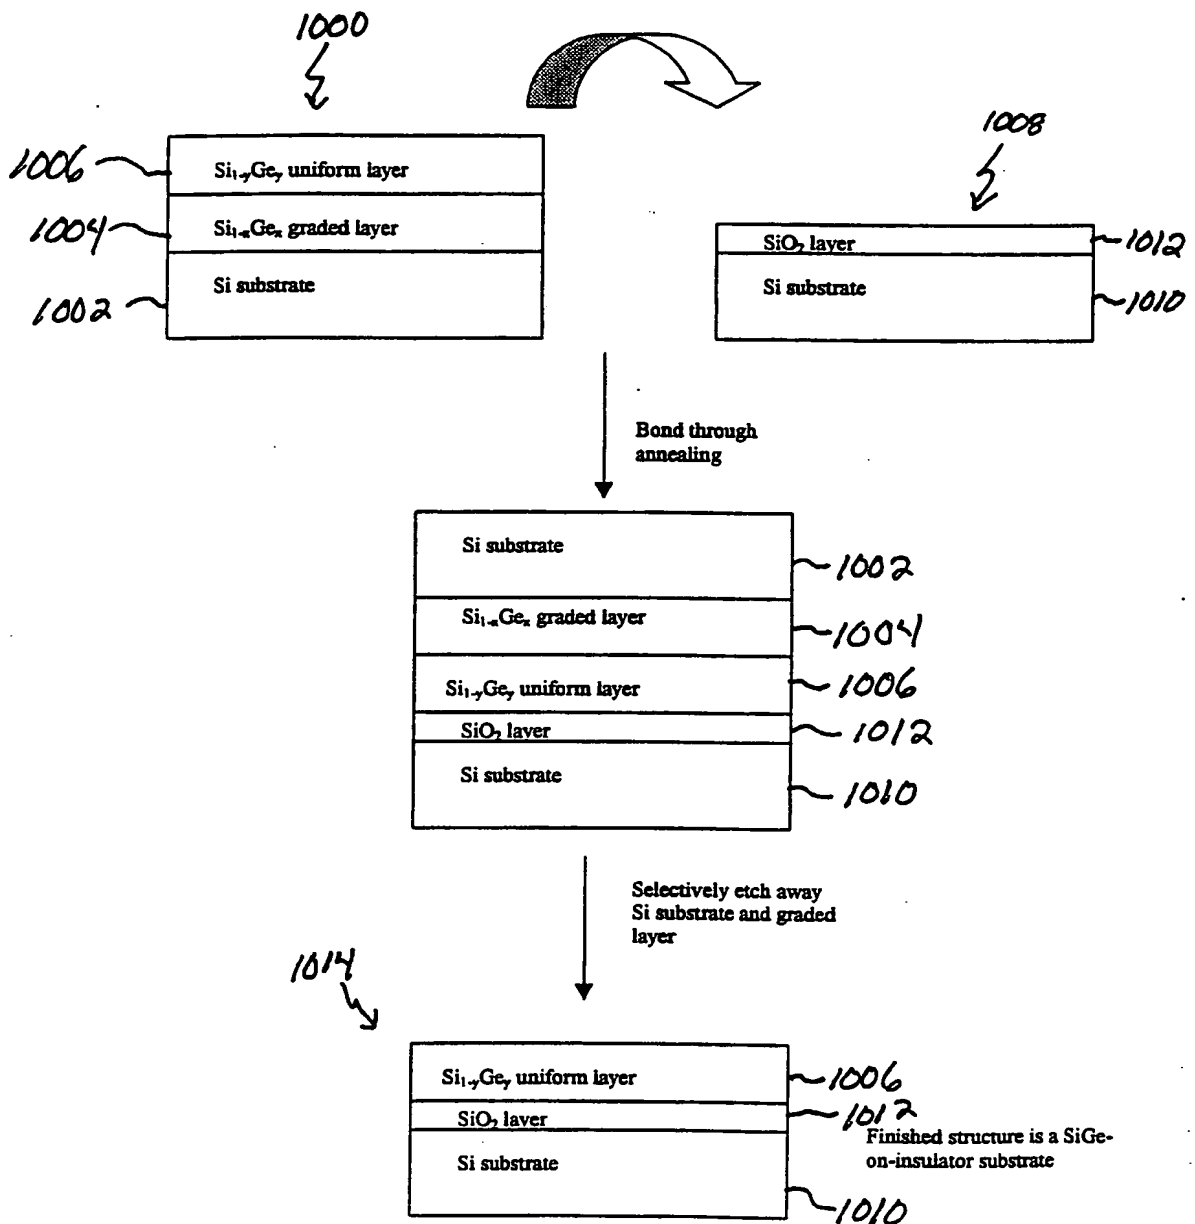 1000
1008
1006
Si₁₋yGey uniform layer
1004
Si₁₋ₓGeₓ graded layer
SiO₂ layer
1012
1002
Si substrate
Si substrate
1010
Bond through
annealing
Si substrate
1002
Si₁₋ₓGeₓ graded layer
1004
Si₁₋yGey uniform layer
1006
SiO₂ layer
1012
Si substrate
1010
Selectively etch away
Si substrate and graded
layer
1014
Si₁₋yGey uniform layer
1006
SiO₂ layer
1012
Finished structure is a SiGe-
on-insulator substrate
Si substrate
1010